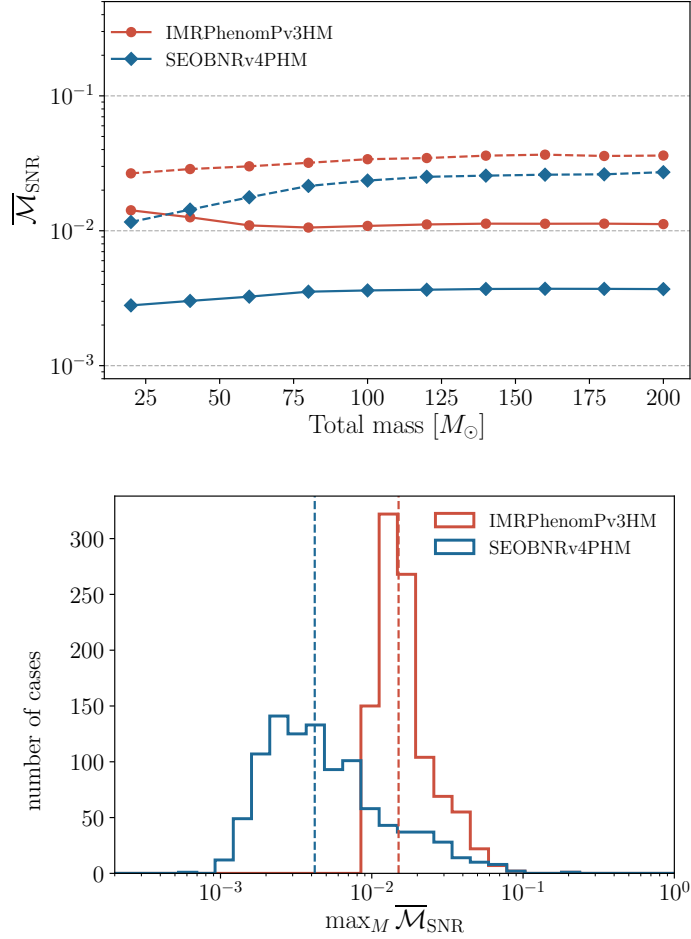 IMRPhenomPv3HM
SEOBNRv4PHM
10⁻¹
10⁻²
10⁻³
$\overline{\mathcal{M}}_{\mathrm{SNR}}$
25 50 75 100 125 150 175 200
Total mass [$M_{\odot}$]
IMRPhenomPv3HM
SEOBNRv4PHM
300
250
200
150
100
50
0
number of cases
10⁻³ 10⁻² 10⁻¹ 10⁰
$\max_M \overline{\mathcal{M}}_{\mathrm{SNR}}$